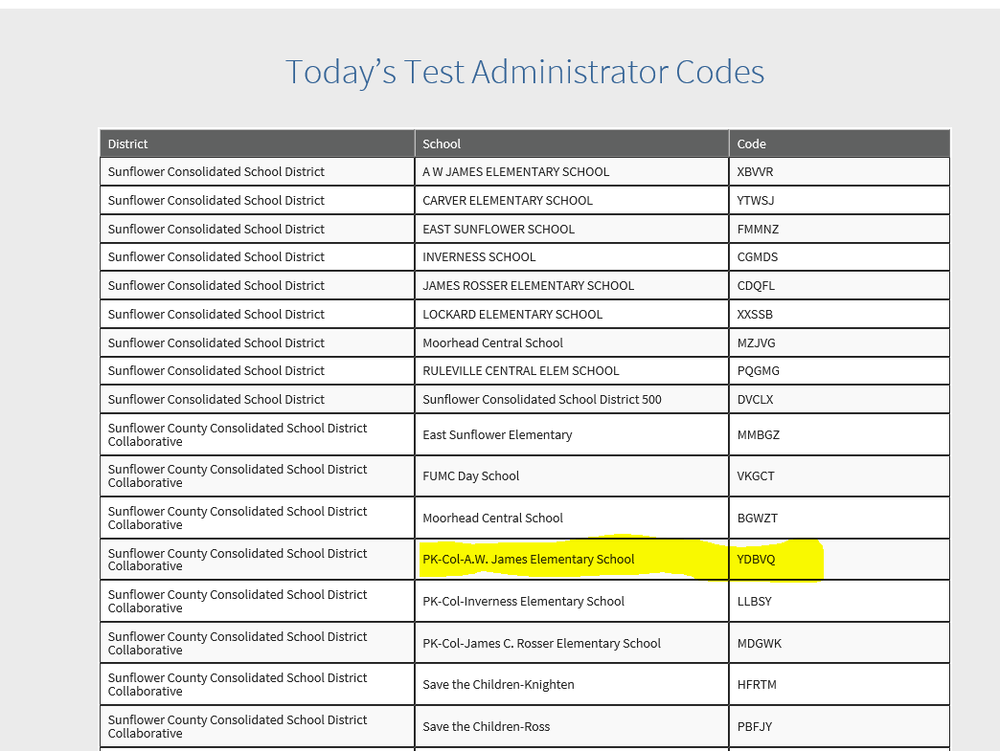 Today’s Test Administrator Codes
District School Code
Sunflower Consolidated School District A W JAMES ELEMENTARY SCHOOL XBVVR
Sunflower Consolidated School District CARVER ELEMENTARY SCHOOL YTWSJ
Sunflower Consolidated School District EAST SUNFLOWER SCHOOL FMMNZ
Sunflower Consolidated School District INVERNESS SCHOOL CGMDS
Sunflower Consolidated School District JAMES ROSSER ELEMENTARY SCHOOL CDQFL
Sunflower Consolidated School District LOCKARD ELEMENTARY SCHOOL XXSSB
Sunflower Consolidated School District Moorhead Central School MZJVG
Sunflower Consolidated School District RULEVILLE CENTRAL ELEM SCHOOL PQGMG
Sunflower Consolidated School District Sunflower Consolidated School District 500 DVCLX
Sunflower County Consolidated School District
Collaborative
East Sunflower Elementary MMBGZ
Sunflower County Consolidated School District
Collaborative
FUMC Day School VKGCT
Sunflower County Consolidated School District
Collaborative
Moorhead Central School BGWZT
Sunflower County Consolidated School District
Collaborative
PK-Col-A.W. James Elementary School YDBVQ
Sunflower County Consolidated School District
Collaborative
PK-Col-Inverness Elementary School LLBSY
Sunflower County Consolidated School District
Collaborative
PK-Col-James C. Rosser Elementary School MDGWK
Sunflower County Consolidated School District
Collaborative
Save the Children-Knighten HFRTM
Sunflower County Consolidated School District
Collaborative
Save the Children-Ross PBFJY